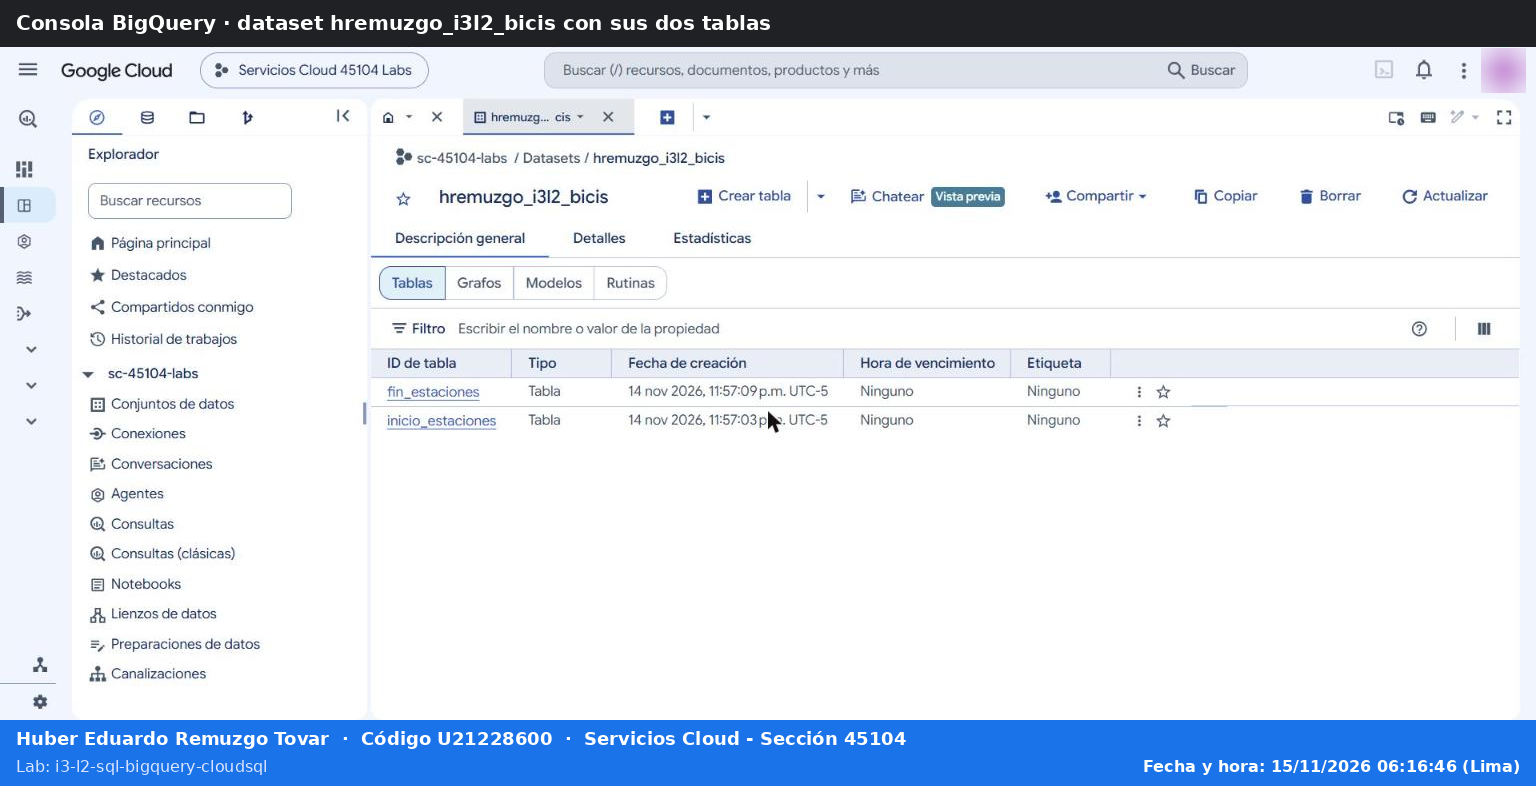 Consola BigQuery · dataset hremuzgo_i3l2_bicis con sus dos tablas
Google Cloud
Servicios Cloud 45104 Labs
Buscar (/) recursos, documentos, productos y más
Buscar
Explorador
Buscar recursos
Página principal
Destacados
Compartidos conmigo
Historial de trabajos
sc-45104-labs
Conjuntos de datos
Conexiones
Conversaciones
Agentes
Consultas
Consultas (clásicas)
Notebooks
Lienzos de datos
Preparaciones de datos
Canalizaciones
hremuzg... cis
sc-45104-labs / Datasets / hremuzgo_i3l2_bicis
hremuzgo_i3l2_bicis
Crear tabla
Chatear Vista previa
Compartir
Copiar
Borrar
Actualizar
Descripción general Detalles Estadísticas
Tablas Grafos Modelos Rutinas
Filtro Escribir el nombre o valor de la propiedad
ID de tabla Tipo Fecha de creación Hora de vencimiento Etiqueta
fin_estaciones Tabla 14 nov 2026, 11:57:09 p.m. UTC-5 Ninguno Ninguno
inicio_estaciones Tabla 14 nov 2026, 11:57:03 p.m. UTC-5 Ninguno Ninguno
Huber Eduardo Remuzgo Tovar · Código U21228600 · Servicios Cloud - Sección 45104
Lab: i3-l2-sql-bigquery-cloudsql
Fecha y hora: 15/11/2026 06:16:46 (Lima)